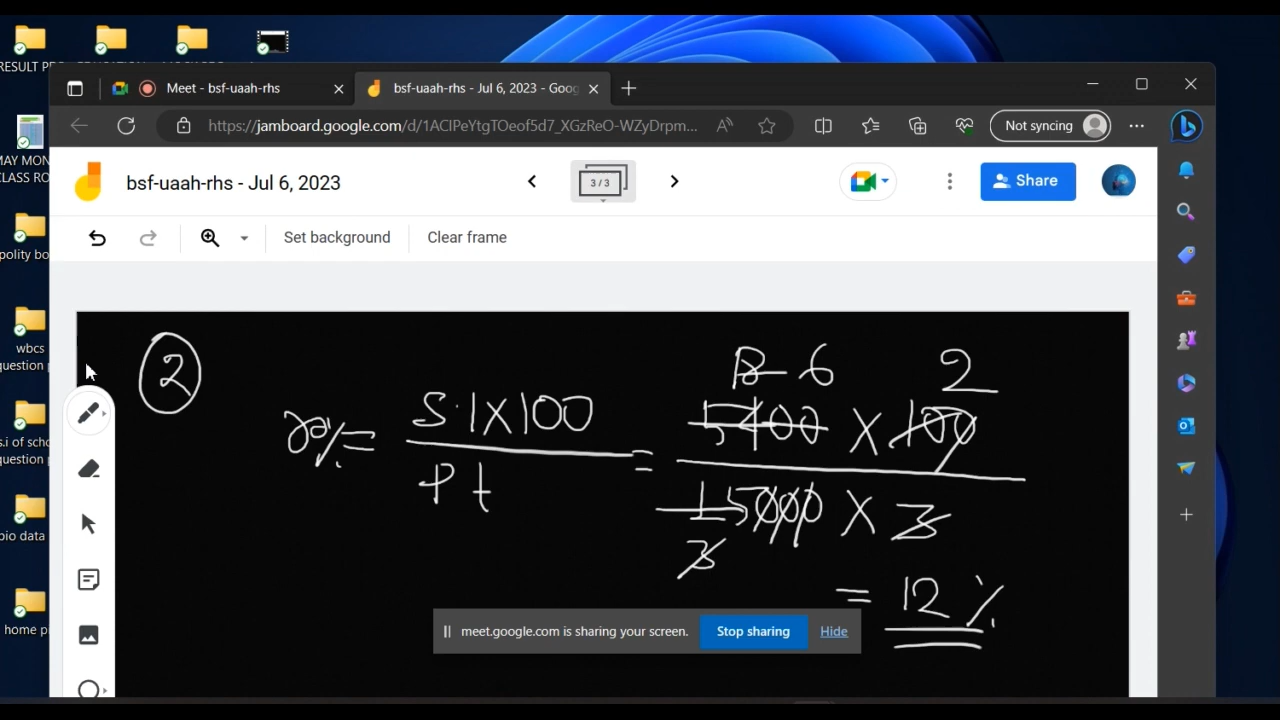 RESULT PR
MAY MON
CLASS RO
polity bo
wbcs
question p
s.i of scho
question p
bio data
home p
Meet - bsf-uaah-rhs
bsf-uaah-rhs - Jul 6, 2023 - Goog
https://jamboard.google.com/d/1ACIPeYtgTOeof5d7_XGzReO-WZyDrpm...
Not syncing
bsf-uaah-rhs - Jul 6, 2023
3 / 3
Share
Set background
Clear frame
2
18 6 2
r% = S.I X 100 = 5400 X 100
P t 15000 X 3
3
= 12 %
meet.google.com is sharing your screen.
Stop sharing
Hide